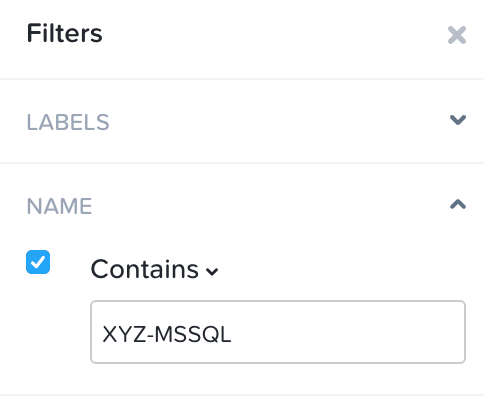 Filters
LABELS
NAME
Contains
XYZ-MSSQL